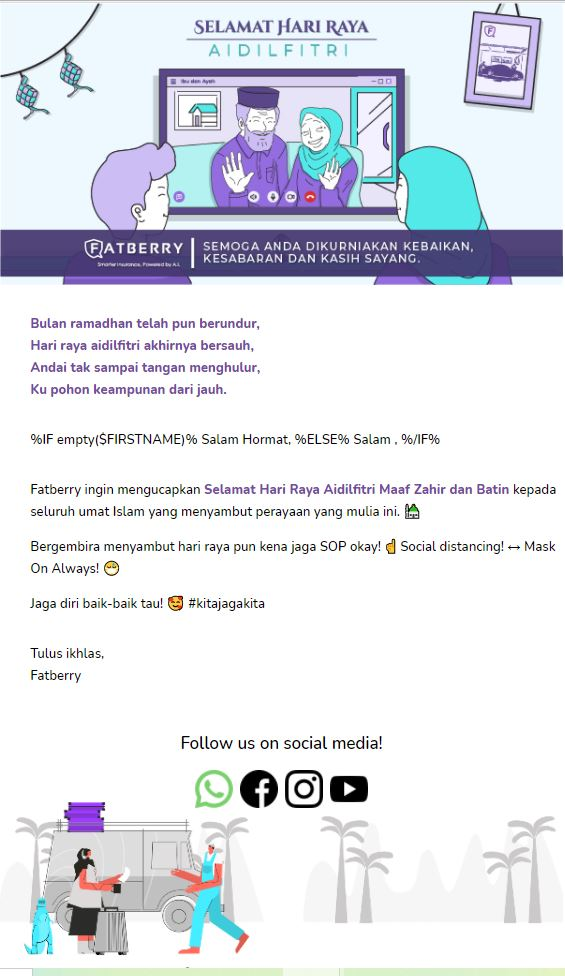 SELAMAT HARI RAYA
AIDILFITRI
Ibu dan Ayah
FATBERRY
Smarter Insurance, Powered by A.I.
SEMOGA ANDA DIKURNIAKAN KEBAIKAN,
KESABARAN DAN KASIH SAYANG.
Bulan ramadhan telah pun berundur,
Hari raya aidilfitri akhirnya bersauh,
Andai tak sampai tangan menghulur,
Ku pohon keampunan dari jauh.
%IF empty($FIRSTNAME)% Salam Hormat, %ELSE% Salam , %/IF%
Fatberry ingin mengucapkan Selamat Hari Raya Aidilfitri Maaf Zahir dan Batin kepada
seluruh umat Islam yang menyambut perayaan yang mulia ini. 🕌
Bergembira menyambut hari raya pun kena jaga SOP okay! ☝️ Social distancing! ↔ Mask
On Always! 😷
Jaga diri baik-baik tau! 🥰 #kitajagakita
Tulus ikhlas,
Fatberry
Follow us on social media!